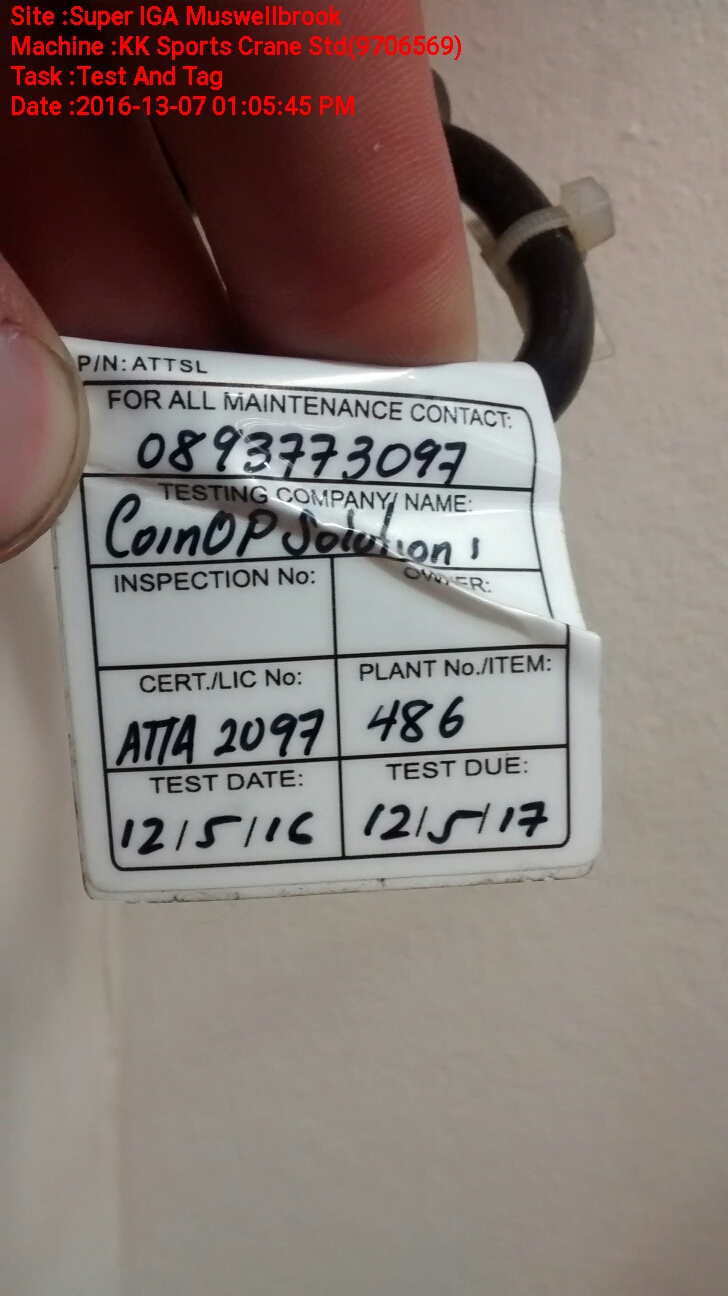 Site :Super IGA Muswellbrook
Machine :KK Sports Crane Std(9706569)
Task :Test And Tag
Date :2016-13-07 01:05:45 PM
P/N: ATTSL
FOR ALL MAINTENANCE CONTACT:
0893773097
TESTING COMPANY/ NAME:
CoinOP Solution s
INSPECTION No:
OWNER:
CERT./LIC No:
PLANT No./ITEM:
ATTA 2097
486
TEST DATE:
TEST DUE:
12/5/16
12/5/17